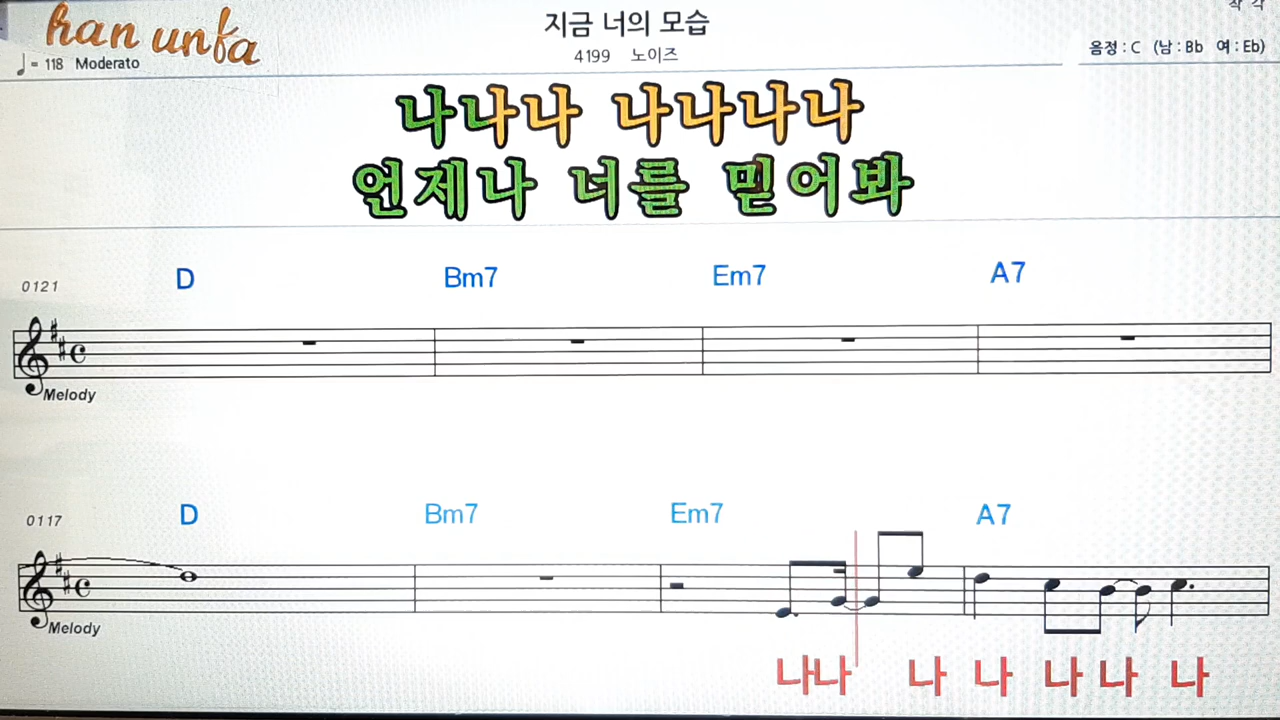 han unfa
작 곡
지금 너의 모습
♩= 118 Moderato
4199 노이즈
음정 : C (남 : Bb 여 : Eb)
나나나 나나나나
언제나 너를 믿어봐
0121 D Bm7 Em7 A7
Melody
0117 D Bm7 Em7 A7
Melody
나나 나 나 나 나 나